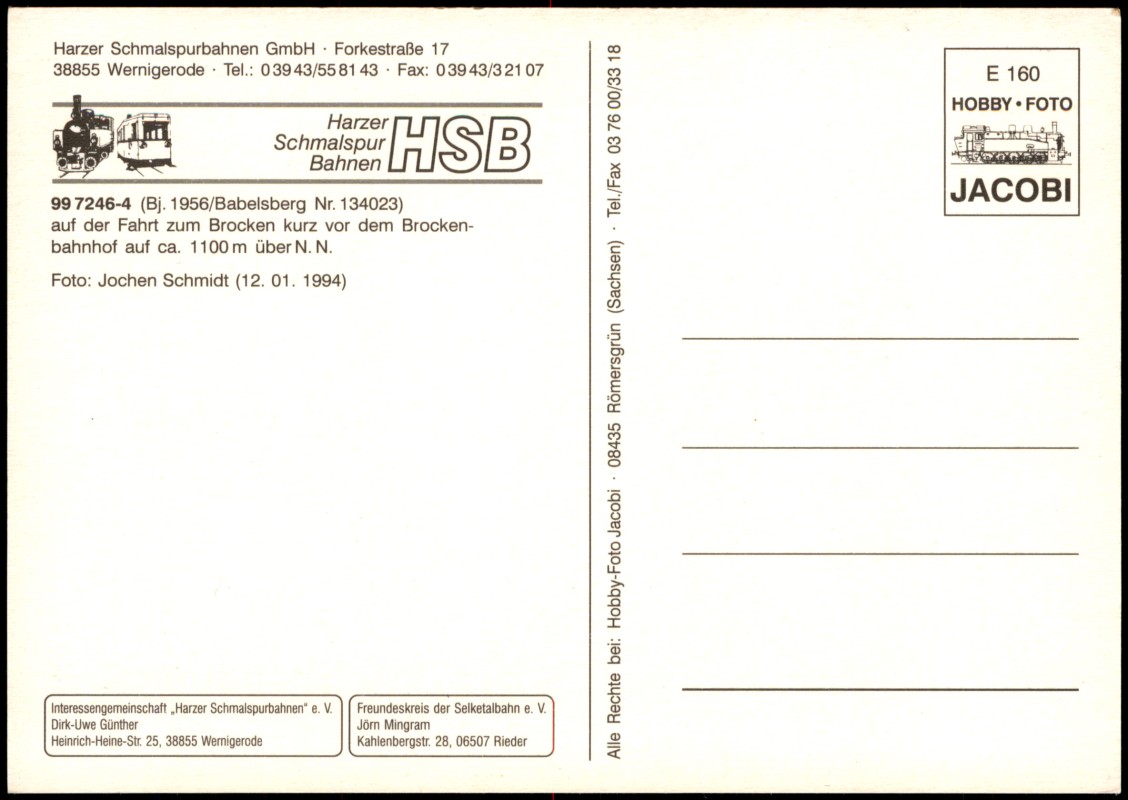 Harzer Schmalspurbahnen GmbH · Forkestraße 17
38855 Wernigerode · Tel.: 0 39 43/55 81 43 · Fax: 0 39 43/3 21 07
Harzer
Schmalspur
Bahnen
HSB
99 7246-4 (Bj. 1956/Babelsberg Nr. 134023)
auf der Fahrt zum Brocken kurz vor dem Brocken-
bahnhof auf ca. 1100 m über N. N.
Foto: Jochen Schmidt (12. 01. 1994)
Interessengemeinschaft „Harzer Schmalspurbahnen“ e. V.
Dirk-Uwe Günther
Heinrich-Heine-Str. 25, 38855 Wernigerode
Freundeskreis der Selketalbahn e. V.
Jörn Mingram
Kahlenbergstr. 28, 06507 Rieder
Alle Rechte bei: Hobby-Foto Jacobi · 08435 Römersgrün (Sachsen) · Tel./Fax 03 76 00/33 18
E 160
HOBBY • FOTO
JACOBI